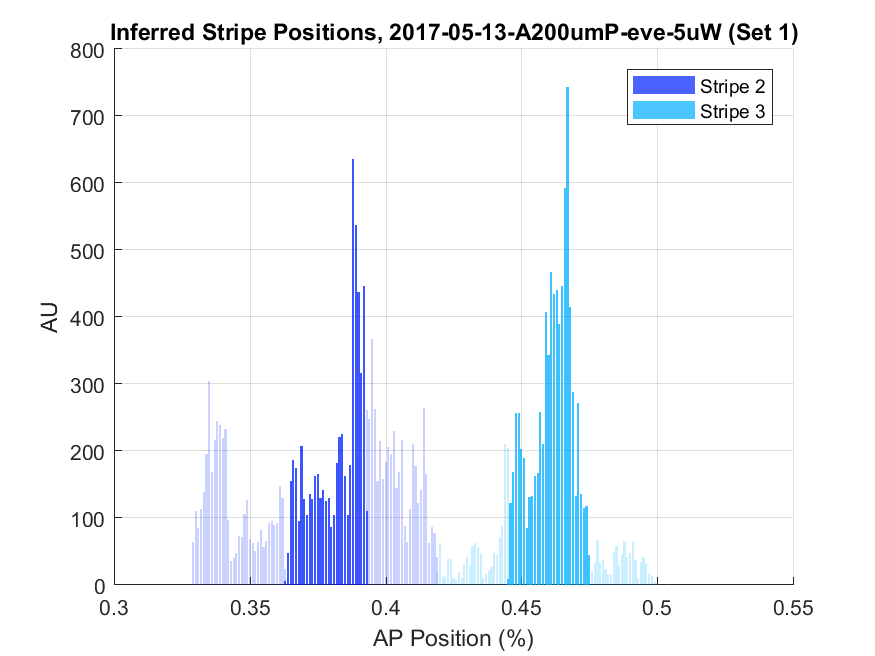 Inferred Stripe Positions, 2017-05-13-A200umP-eve-5uW (Set 1)
800
700
600
500
400
300
200
100
0
AU
Stripe 2
Stripe 3
0.3 0.35 0.4 0.45 0.5 0.55
AP Position (%)